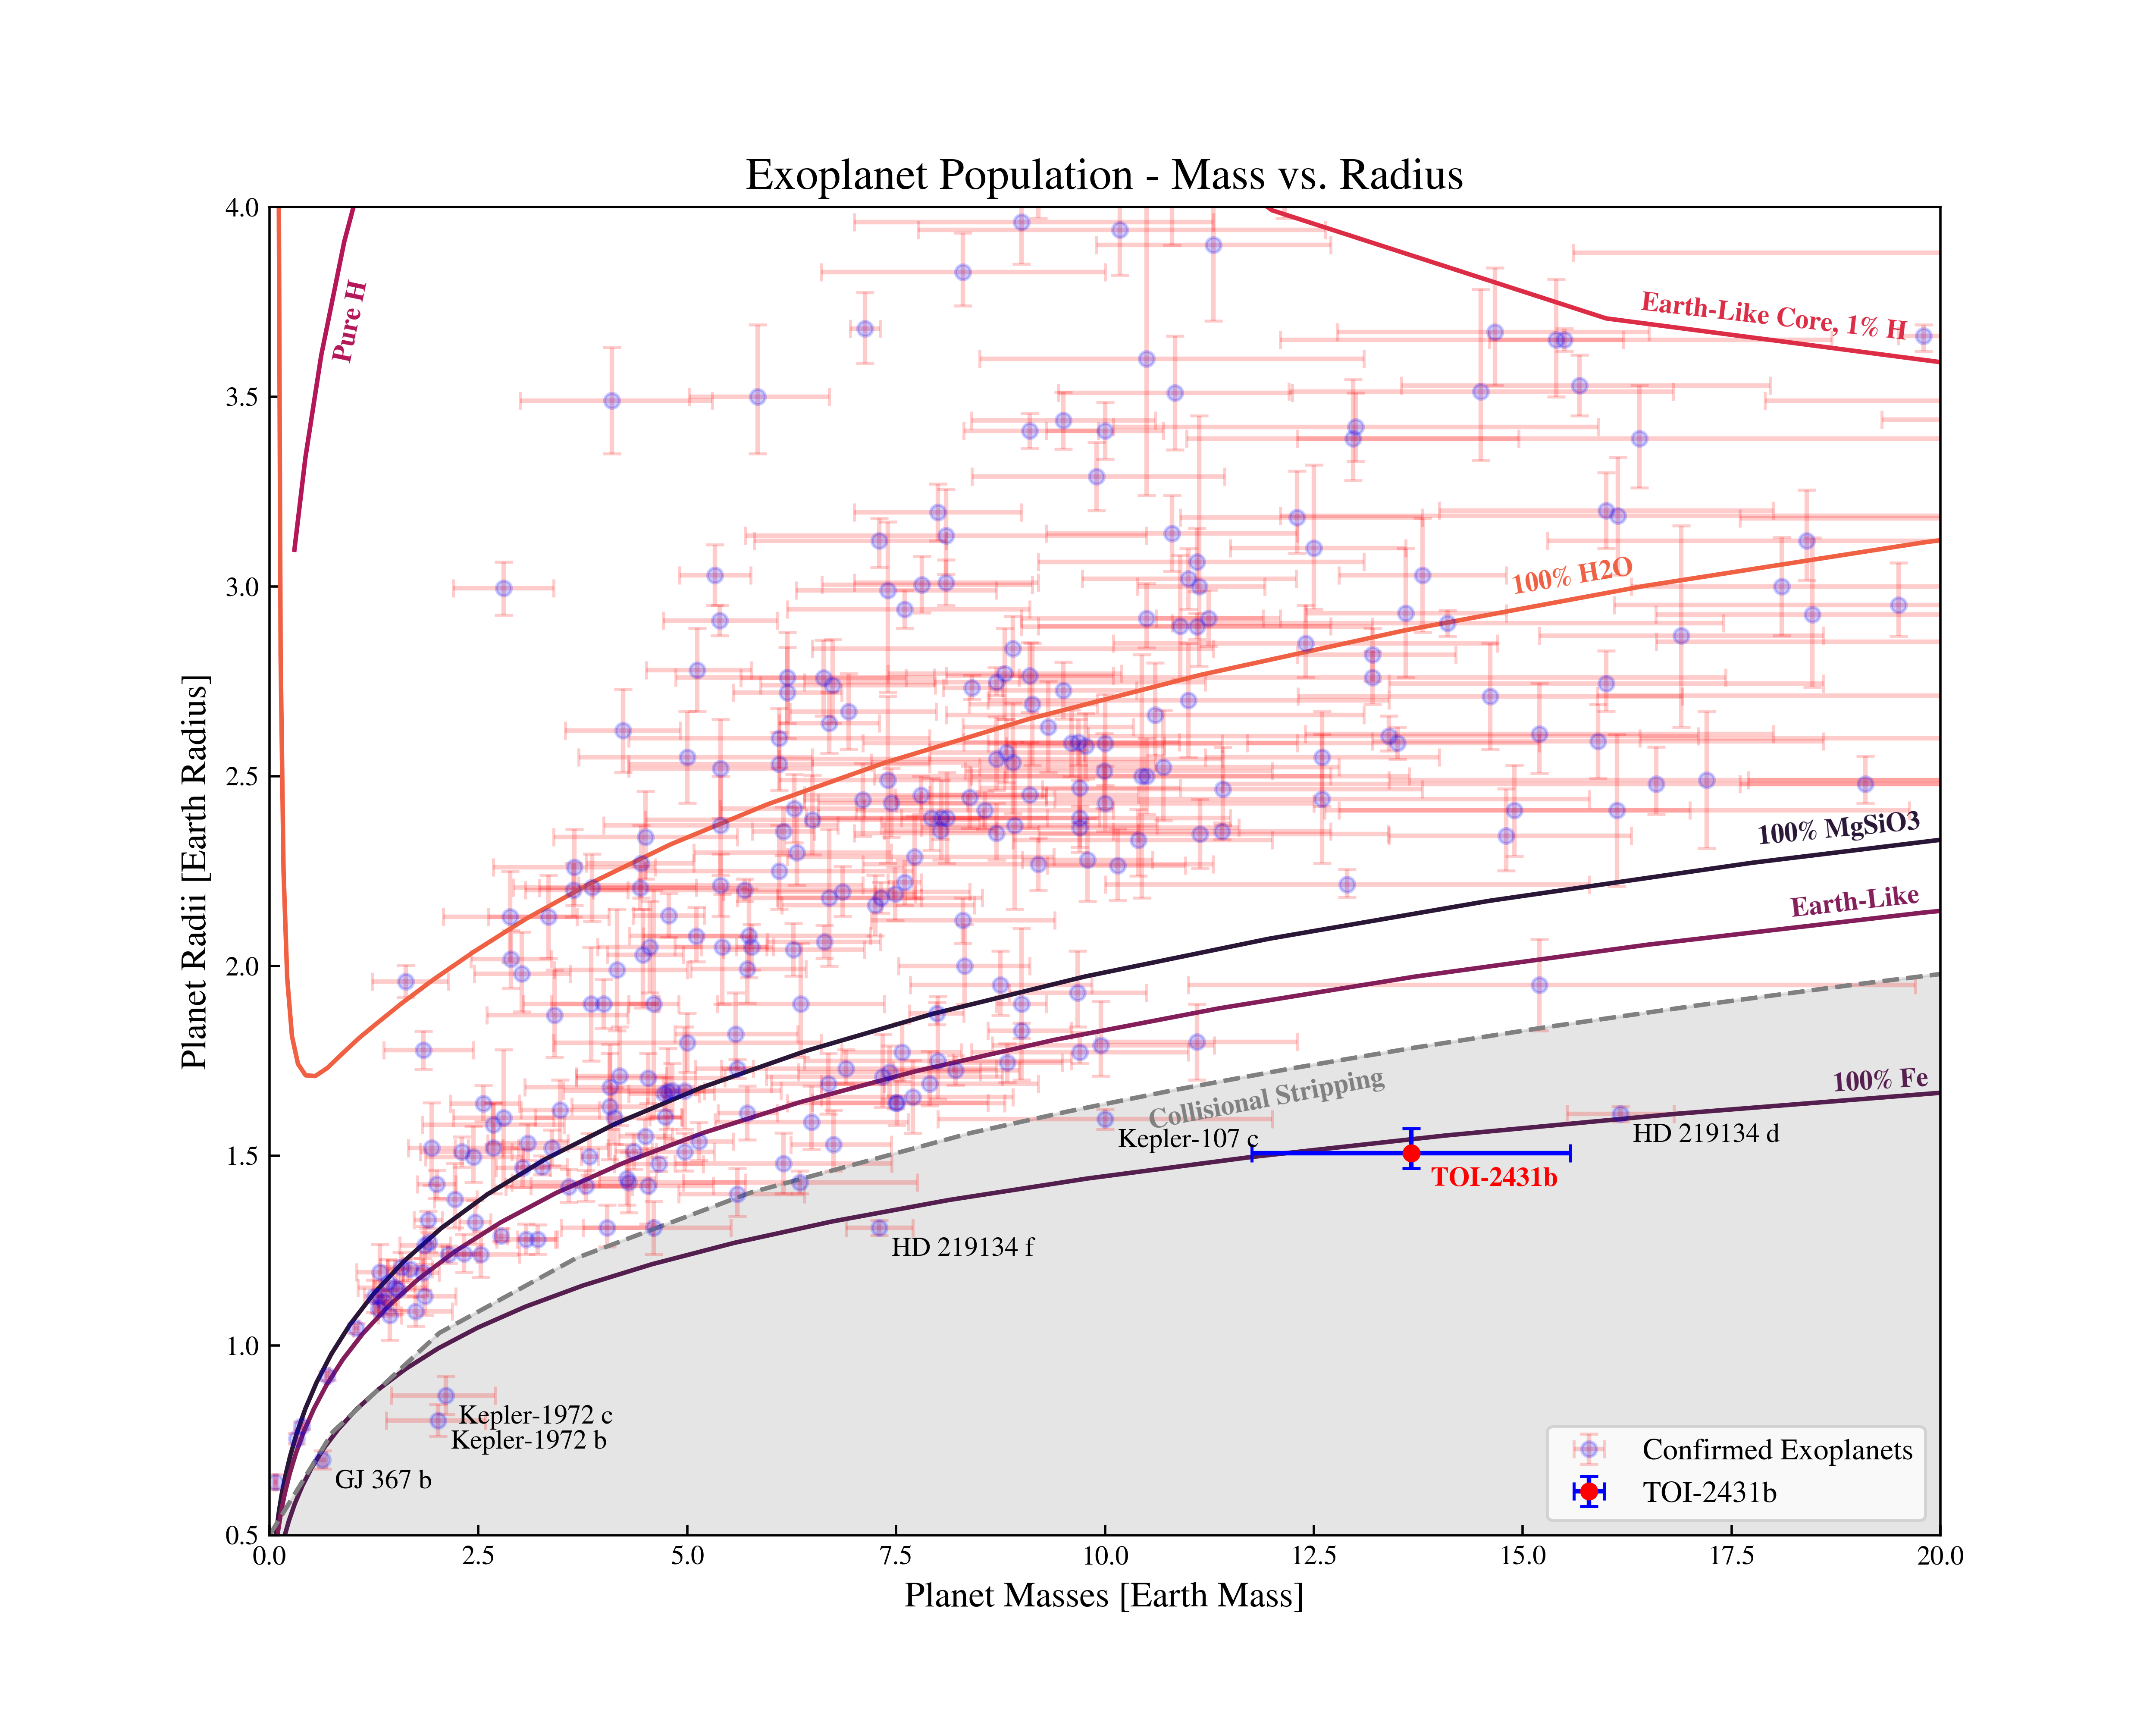 Exoplanet Population - Mass vs. Radius
4.0
3.5
3.0
2.5
2.0
1.5
1.0
0.5
Planet Radii [Earth Radius]
Pure H
Earth-Like Core, 1% H
100% H2O
100% MgSiO3
Earth-Like
Collisional Stripping
100% Fe
Kepler-107 c
HD 219134 d
TOI-2431b
HD 219134 f
Kepler-1972 c
Kepler-1972 b
GJ 367 b
Confirmed Exoplanets
TOI-2431b
0.0 2.5 5.0 7.5 10.0 12.5 15.0 17.5 20.0
Planet Masses [Earth Mass]